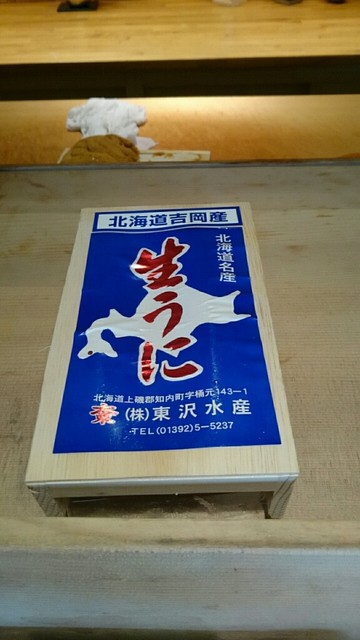 北海道吉岡産
北海道名産
生うに
北海道上磯郡知内町字桶元143-1
(株)東沢水産
TEL(01392)5-5237